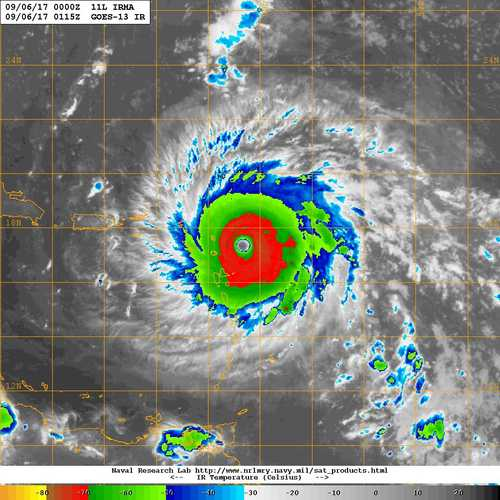 09/06/17 0000Z 11L IRMA
09/06/17 0115Z GOES-13 IR
24N
18N
12N
Naval Research Lab http://www.nrlmry.navy.mil/sat_products.html
<-- IR Temperature (Celsius) -->
-80 -70 -60 -50 -40 -30 -20 -10 0 10 20